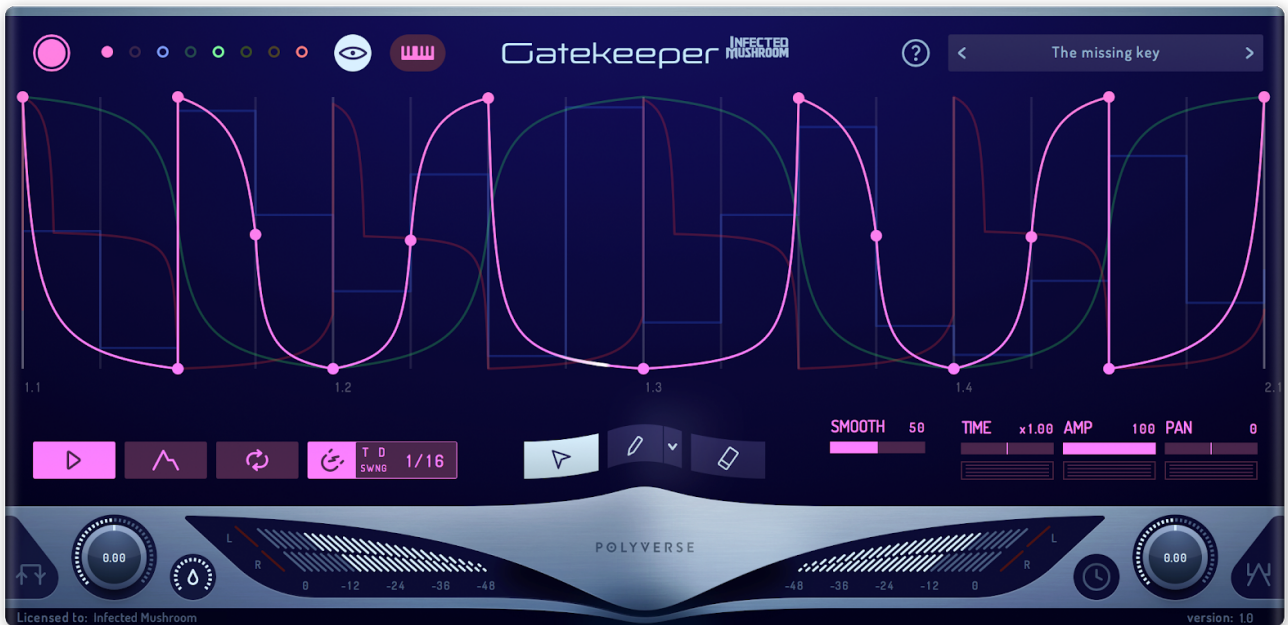 Gatekeeper INFECTED MUSHROOM
? < The missing key >
1.1 1.2 1.3 1.4 2.1
SMOOTH 50 TIME x1.00 AMP 100 PAN 0
T D
SWNG 1/16
POLYVERSE
0.00 L R 0 -12 -24 -36 -48
-48 -36 -24 -12 0 L R 0.00
Licensed to: Infected Mushroom version: 1.0